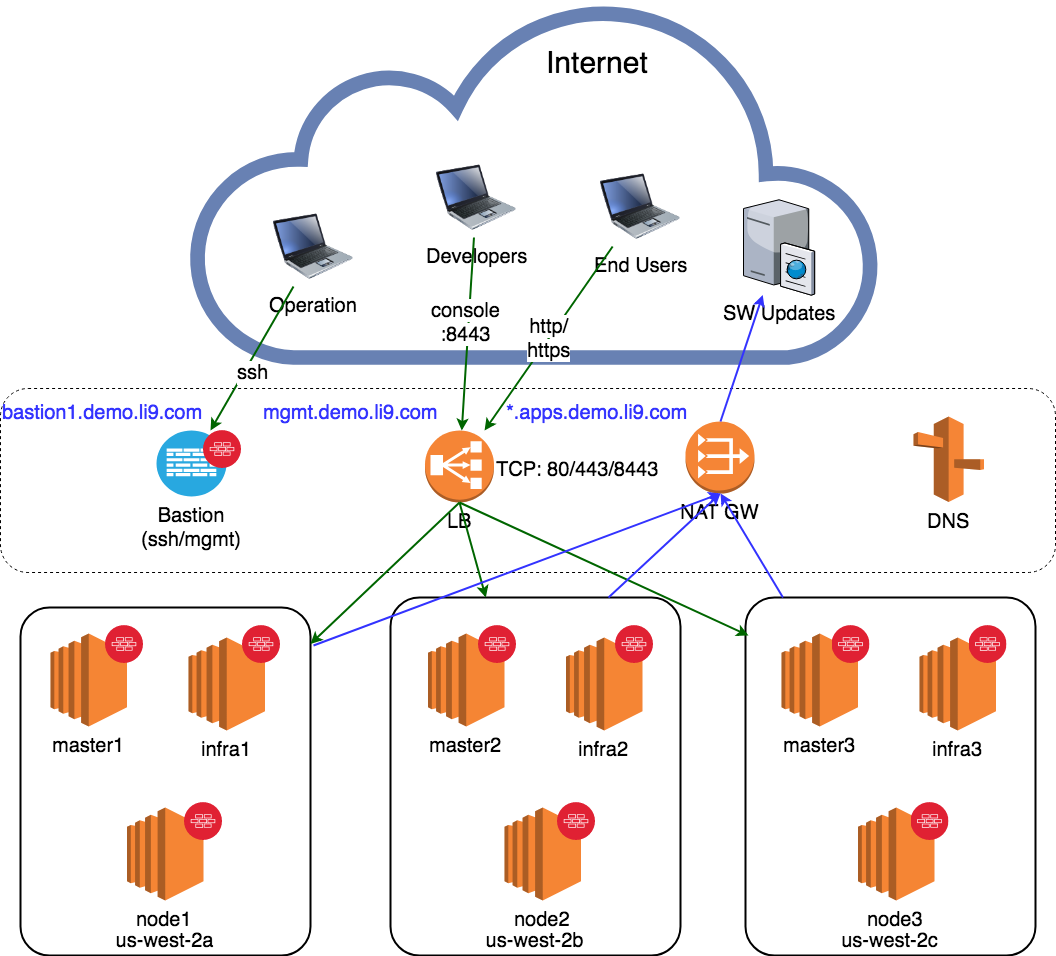 Internet
Operation
Developers
End Users
SW Updates
console
:8443
http/
https
ssh
bastion1.demo.li9.com
mgmt.demo.li9.com
*.apps.demo.li9.com
TCP: 80/443/8443
Bastion
(ssh/mgmt)
LB
NAT GW
DNS
master1
infra1
node1
us-west-2a
master2
infra2
node2
us-west-2b
master3
infra3
node3
us-west-2c